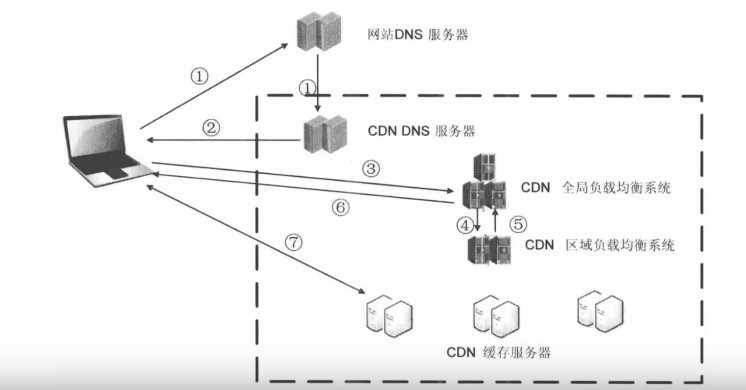 网站DNS 服务器
①
①
CDN DNS 服务器
②
③
CDN 全局负载均衡系统
⑥
④ ⑤
CDN 区域负载均衡系统
⑦
CDN 缓存服务器